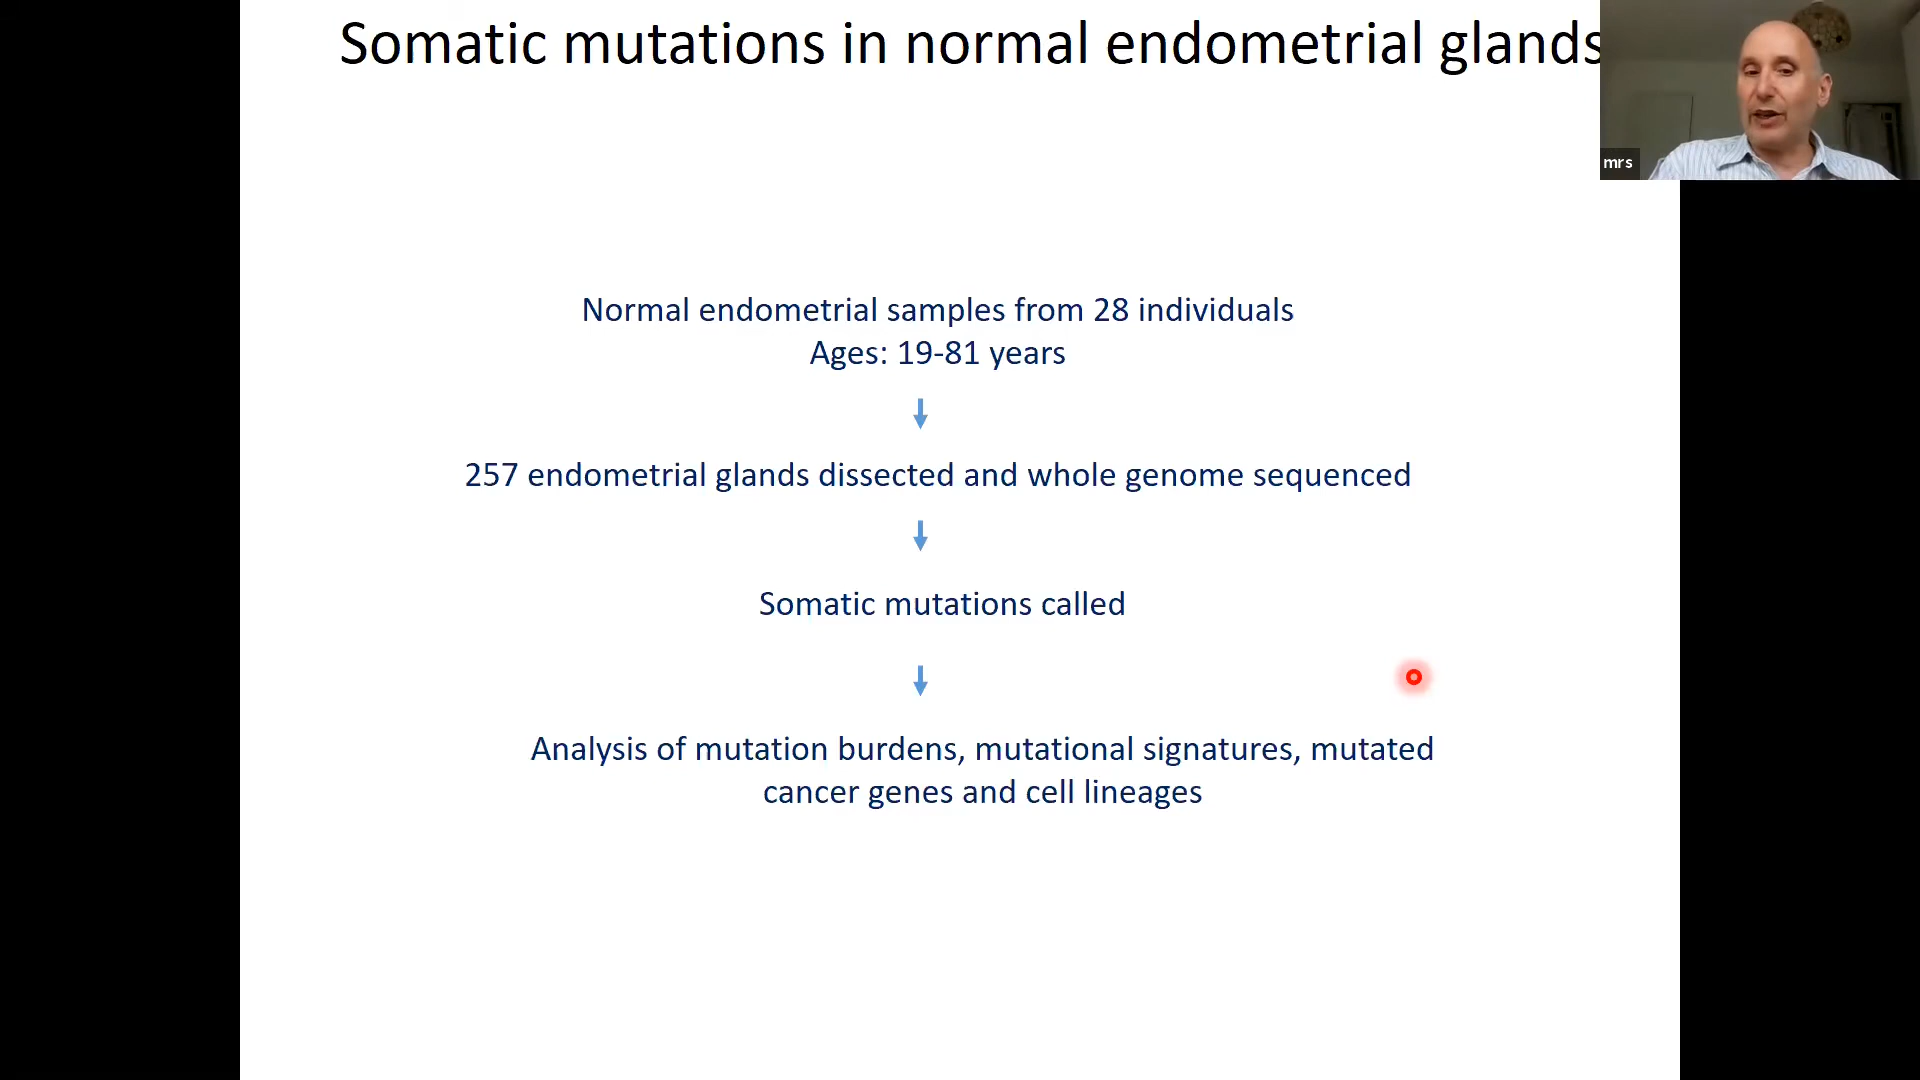 Somatic mutations in normal endometrial glands
mrs
Normal endometrial samples from 28 individuals
Ages: 19-81 years
257 endometrial glands dissected and whole genome sequenced
Somatic mutations called
Analysis of mutation burdens, mutational signatures, mutated
cancer genes and cell lineages